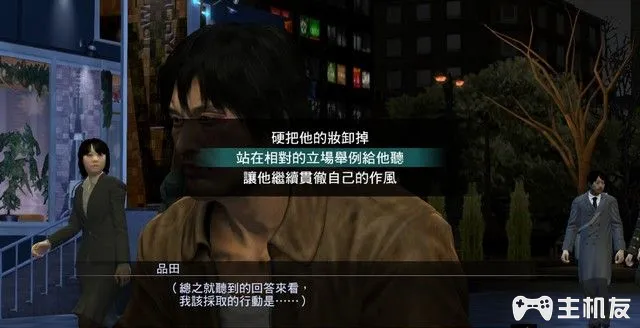 硬把他的妝卸掉
站在相對的立場舉例給他聽
讓他繼續貫徹自己的作風
品田
（總之就聽到的回答來看，
我該採取的行動是……）
主机友